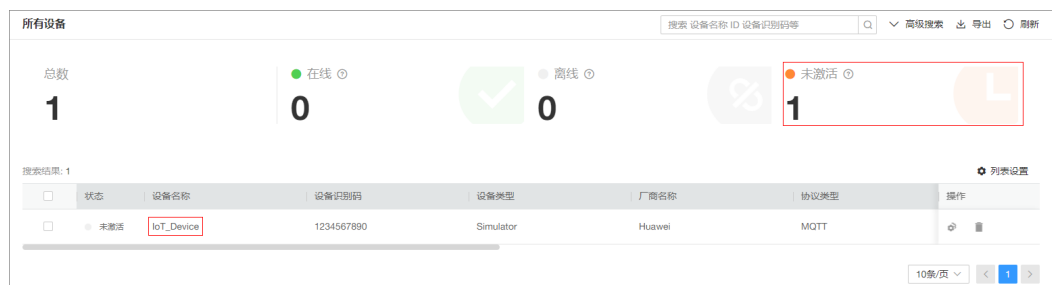 所有设备 搜索 设备名称 ID 设备识别码等 高级搜索 导出 刷新
总数 在线 离线 未激活
1 0 0 1
搜索结果: 1 列表设置
状态 设备名称 设备识别码 设备类型 厂商名称 协议类型 操作
未激活 IoT_Device 1234567890 Simulator Huawei MQTT
10条/页 < 1 >